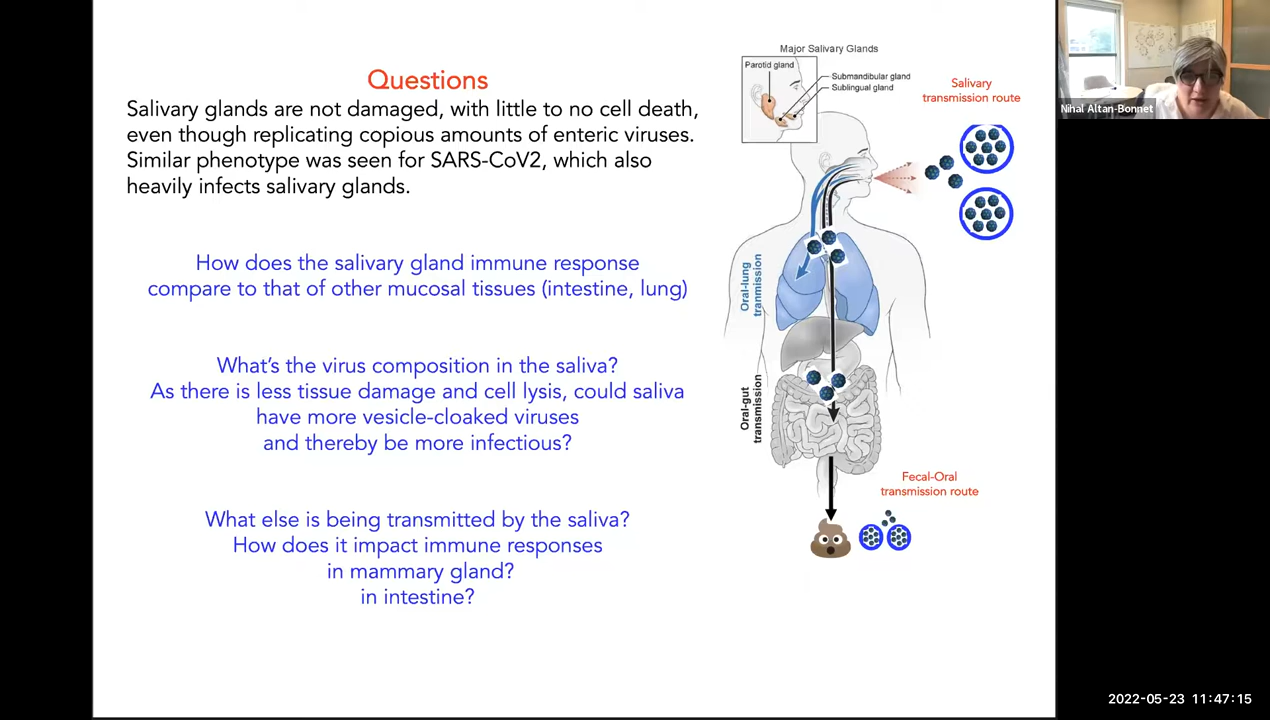 Questions
Salivary glands are not damaged, with little to no cell death,
even though replicating copious amounts of enteric viruses.
Similar phenotype was seen for SARS-CoV2, which also
heavily infects salivary glands.
How does the salivary gland immune response
compare to that of other mucosal tissues (intestine, lung)
What's the virus composition in the saliva?
As there is less tissue damage and cell lysis, could saliva
have more vesicle-cloaked viruses
and thereby be more infectious?
What else is being transmitted by the saliva?
How does it impact immune responses
in mammary gland?
in intestine?
Major Salivary Glands
Parotid gland
Submandibular gland
Sublingual gland
Salivary
transmission route
Oral-lung
tranmission
Oral-gut
transmission
Fecal-Oral
transmission route
Nihal Altan-Bonnet
2022-05-23 11:47:15